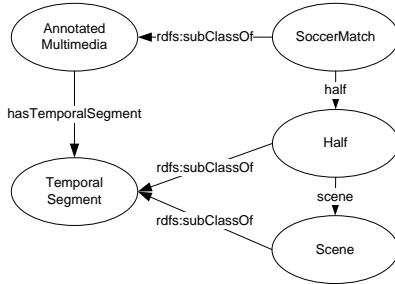 Annotated
Multimedia
rdfs:subClassOf
SoccerMatch
half
hasTemporalSegment
Half
rdfs:subClassOf
Temporal
Segment
scene
rdfs:subClassOf
Scene